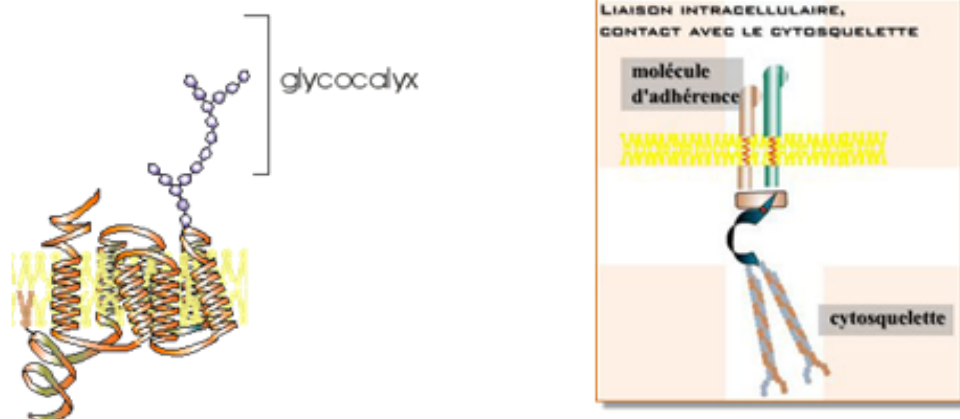 glycocalyx
LIAISON INTRACELLULAIRE,
CONTACT AVEC LE CYTOSQUELETTE
molécule
d'adhérence
cytosquelette